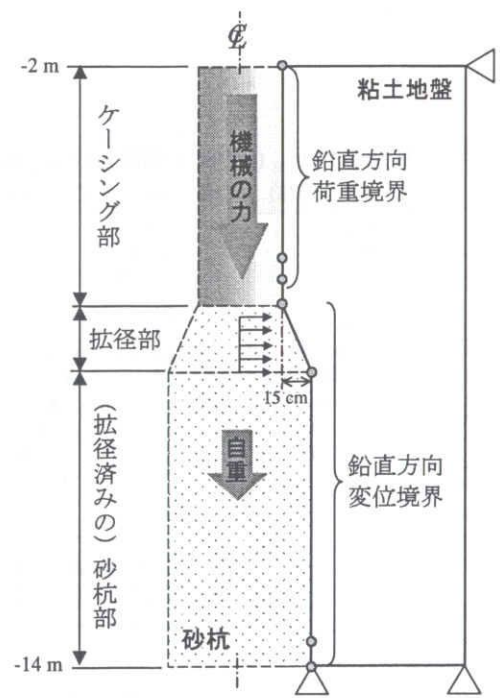 ℄
-2 m
粘土地盤
ケーシング部
機械の力
鉛直方向
荷重境界
拡径部
15 cm
(拡径済みの)砂杭部
自重
鉛直方向
変位境界
砂杭
-14 m